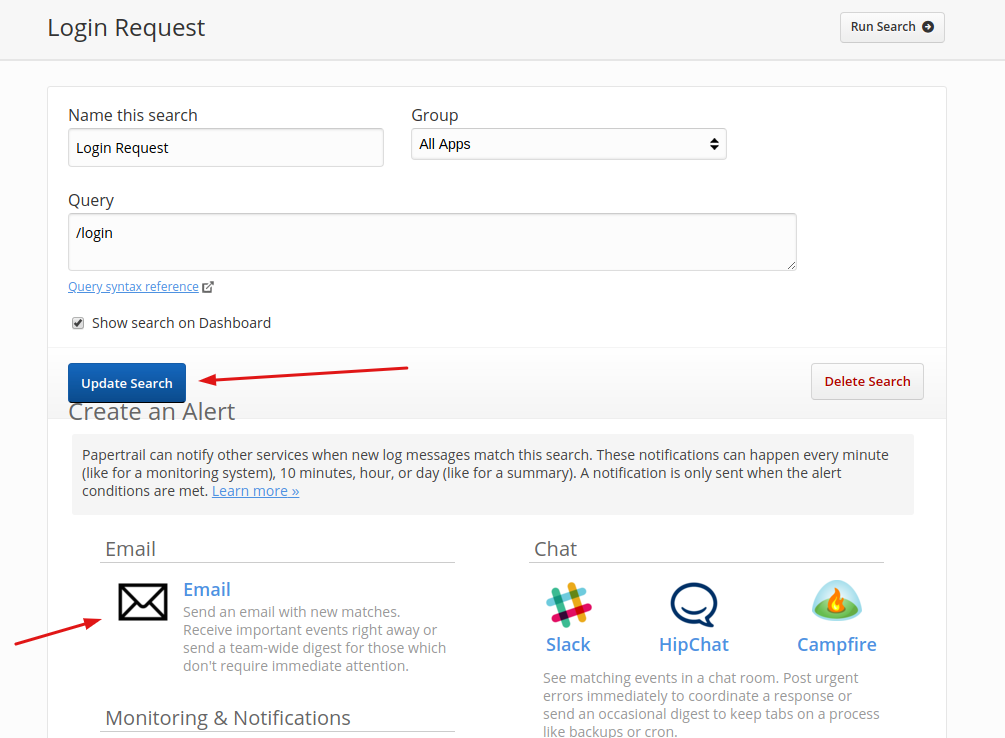 Login Request
Run Search
Name this search
Group
Login Request
All Apps
Query
/login
Query syntax reference
Show search on Dashboard
Update Search
Delete Search
Create an Alert
Papertrail can notify other services when new log messages match this search. These notifications can happen every minute
(like for a monitoring system), 10 minutes, hour, or day (like for a summary). A notification is only sent when the alert
conditions are met. Learn more »
Email
Chat
Email
Send an email with new matches.
Receive important events right away or
send a team-wide digest for those which
don't require immediate attention.
Slack
HipChat
Campfire
See matching events in a chat room. Post urgent
errors immediately to coordinate a response or
send an occasional digest to keep tabs on a process
like backups or cron.
Monitoring & Notifications